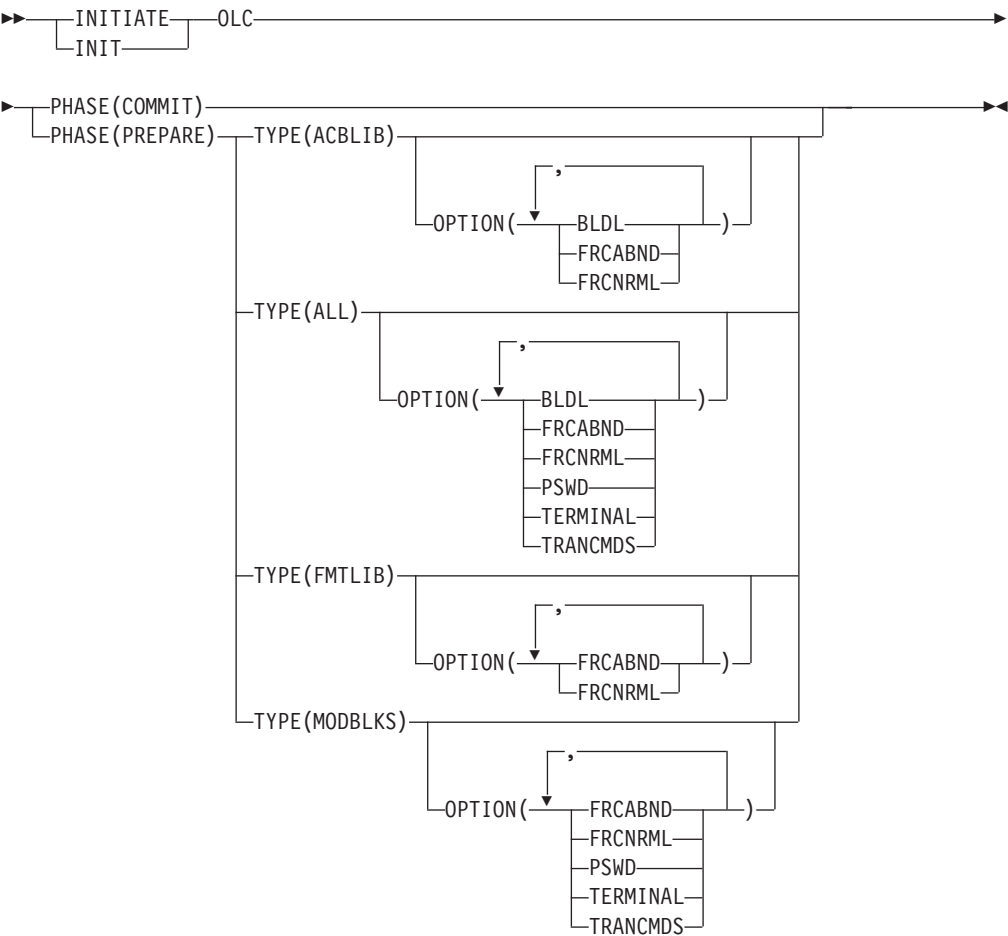 INITIATE OLC
INIT
PHASE(COMMIT)
PHASE(PREPARE) TYPE(ACBLIB)
,
OPTION( BLDL )
FRCABND
FRCNRML
TYPE(ALL)
,
OPTION( BLDL )
FRCABND
FRCNRML
PSWD
TERMINAL
TRANCMDS
TYPE(FMTLIB)
,
OPTION( FRCABND )
FRCNRML
TYPE(MODBLKS)
,
OPTION( FRCABND )
FRCNRML
PSWD
TERMINAL
TRANCMDS